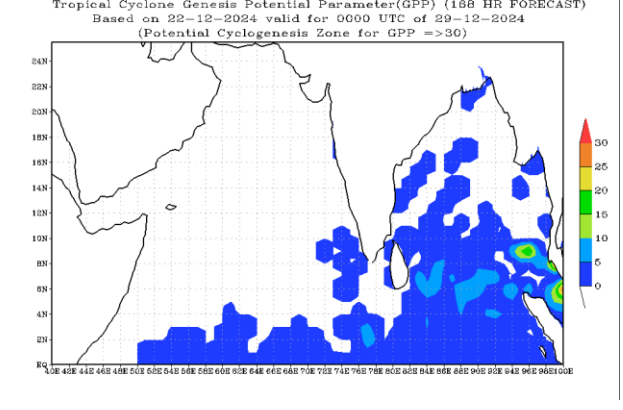 Tropical Cyclone Genesis Potential Parameter(GPP) (168 HR FORECAST)
Based on 22-12-2024 valid for 0000 UTC of 29-12-2024
(Potential Cyclogenesis Zone for GPP =>30)
24N
22N
20N
18N
16N
14N
12N
10N
8N
6N
4N
2N
EQ
40E 42E 44E 46E 48E 50E 52E 54E 56E 58E 60E 62E 64E 66E 68E 70E 72E 74E 76E 78E 80E 82E 84E 86E 88E 90E 92E 94E 96E 98E 100E
30
25
20
15
10
5
0